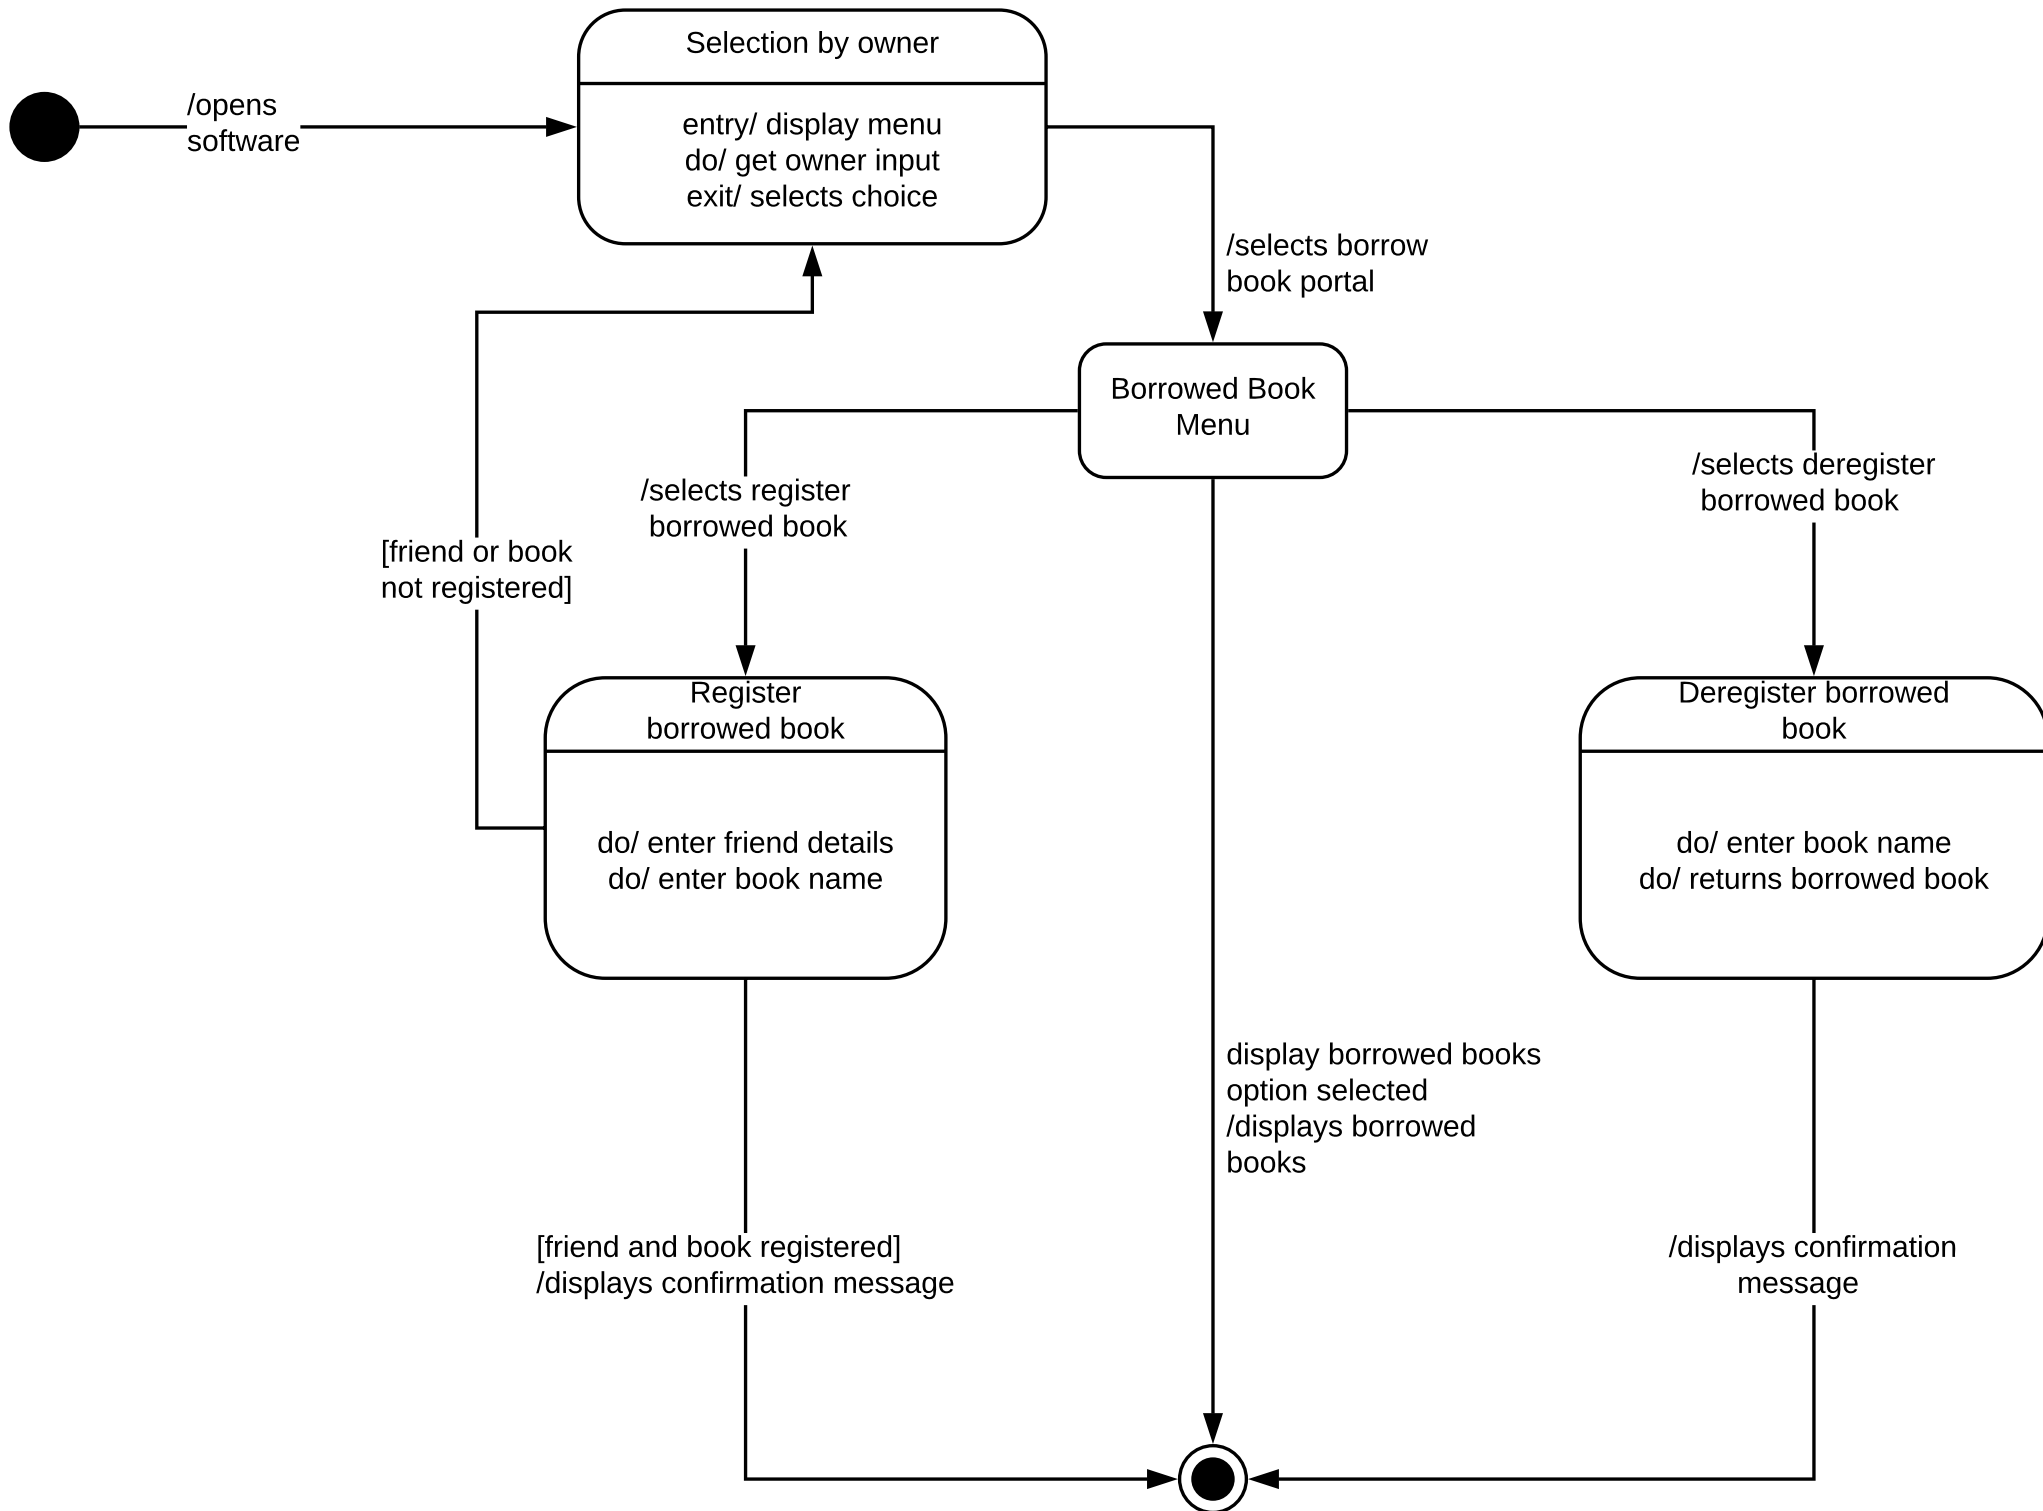 Selection by owner
/opens
software
entry/ display menu
do/ get owner input
exit/ selects choice
/selects borrow
book portal
Borrowed Book
Menu
/selects register
borrowed book
/selects deregister
borrowed book
[friend or book
not registered]
Register
borrowed book
do/ enter friend details
do/ enter book name
Deregister borrowed
book
do/ enter book name
do/ returns borrowed book
display borrowed books
option selected
/displays borrowed
books
[friend and book registered]
/displays confirmation message
/displays confirmation
message